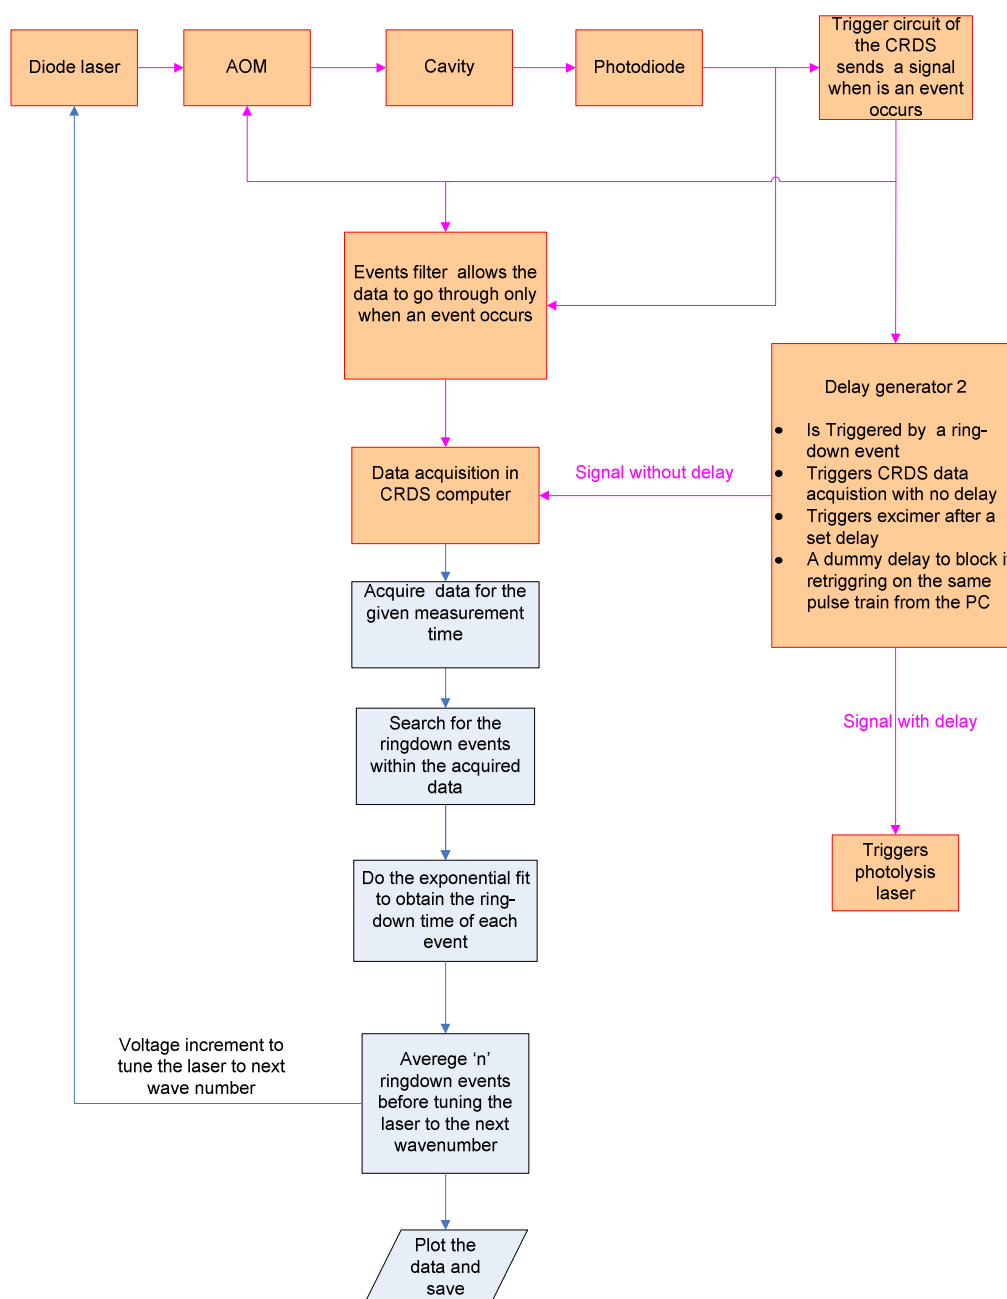 Diode laser
AOM
Cavity
Photodiode
Trigger circuit of
the CRDS
sends a signal
when is an event
occurs
Events filter allows the
data to go through only
when an event occurs
Delay generator 2
• Is Triggered by a ring-
down event
• Triggers CRDS data
acquistion with no delay
• Triggers excimer after a
set delay
• A dummy delay to block i
retriggring on the same
pulse train from the PC
Signal without delay
Data acquisition in
CRDS computer
Acquire data for the
given measurement
time
Search for the
ringdown events
within the acquired
data
Signal with delay
Triggers
photolysis
laser
Do the exponential fit
to obtain the ring-
down time of each
event
Voltage increment to
tune the laser to next
wave number
Averege ‘n’
ringdown events
before tuning the
laser to the next
wavenumber
Plot the
data and
save